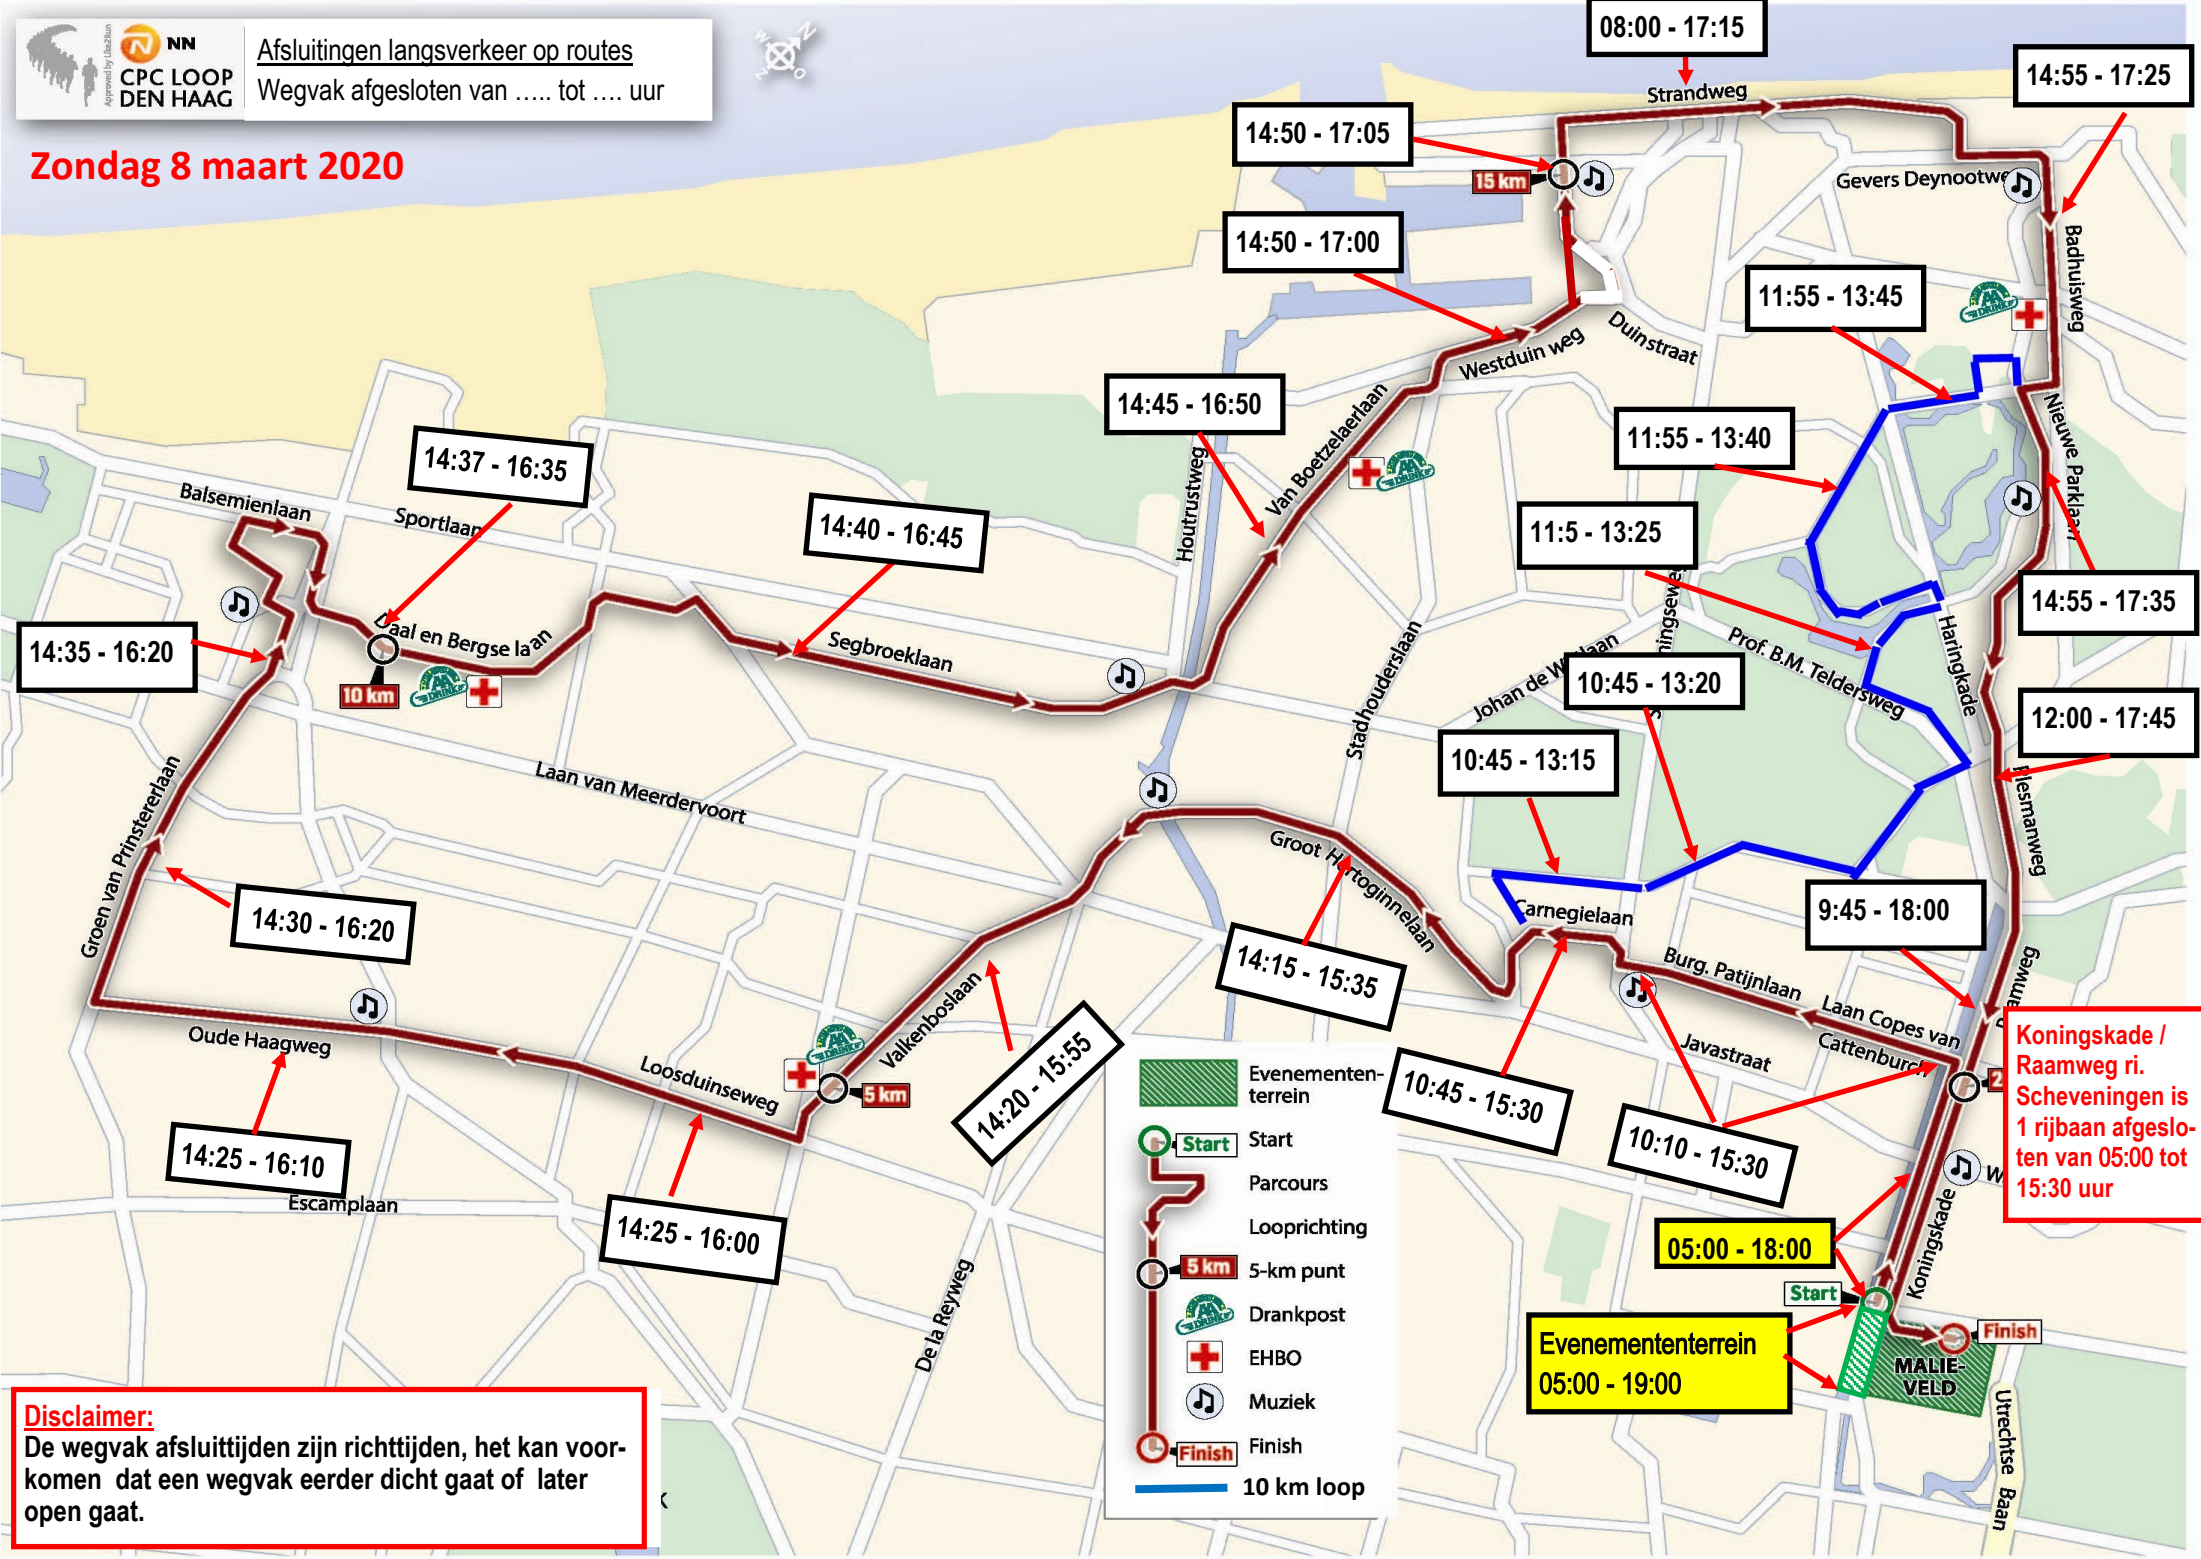 Approved by Like2Run
NN
CPC LOOP
DEN HAAG
Afsluitingen langsverkeer op routes
Wegvak afgesloten van ..... tot .... uur
Zondag 8 maart 2020
W
N
Z
O
08:00 - 17:15
Strandweg
14:55 - 17:25
14:50 - 17:05
15 km
Gevers Deynootwe
14:50 - 17:00
Badhuisweg
11:55 - 13:45
Duinstraat
Westduin weg
14:45 - 16:50
Van Boetzelaerlaan
Nieuwe Parklaan
11:55 - 13:40
14:37 - 16:35
Houtrustweg
Balsemienlaan
Sportlaan
14:40 - 16:45
11:5 - 13:25
14:55 - 17:35
14:35 - 16:20
Daal en Bergse laan
10 km
Segbroeklaan
Stadhouderslaan
Johan de Wi laan
ningseweg
Prof. B.M. Teldersweg
Haringkade
10:45 - 13:20
12:00 - 17:45
10:45 - 13:15
Laan van Meerdervoort
Groen van Prinstererlaan
Plesmanweg
Groot Hertoginnelaan
14:30 - 16:20
Carnegielaan
9:45 - 18:00
14:15 - 15:35
Burg. Patijnlaan
Laan Copes van
Cattenburch
Raamweg
Oude Haagweg
Valkenboslaan
Javastraat
Koningskade /
Raamweg ri.
Scheveningen is
1 rijbaan afgeslo-
ten van 05:00 tot
15:30 uur
Loosduinseweg
5 km
14:20 - 15:55
10:45 - 15:30
10:10 - 15:30
2
W
14:25 - 16:10
Escamplaan
14:25 - 16:00
De la Reyweg
Koningskade
05:00 - 18:00
Start
Finish
Evenemententerrein
05:00 - 19:00
MALIE-
VELD
Utrechtse Baan
Evenementen-
terrein
Start
Start
Parcours
Looprichting
5 km
5-km punt
Drankpost
EHBO
Muziek
Finish
Finish
10 km loop
Disclaimer:
De wegvak afsluittijden zijn richttijden, het kan voor-
komen dat een wegvak eerder dicht gaat of later
open gaat.
K